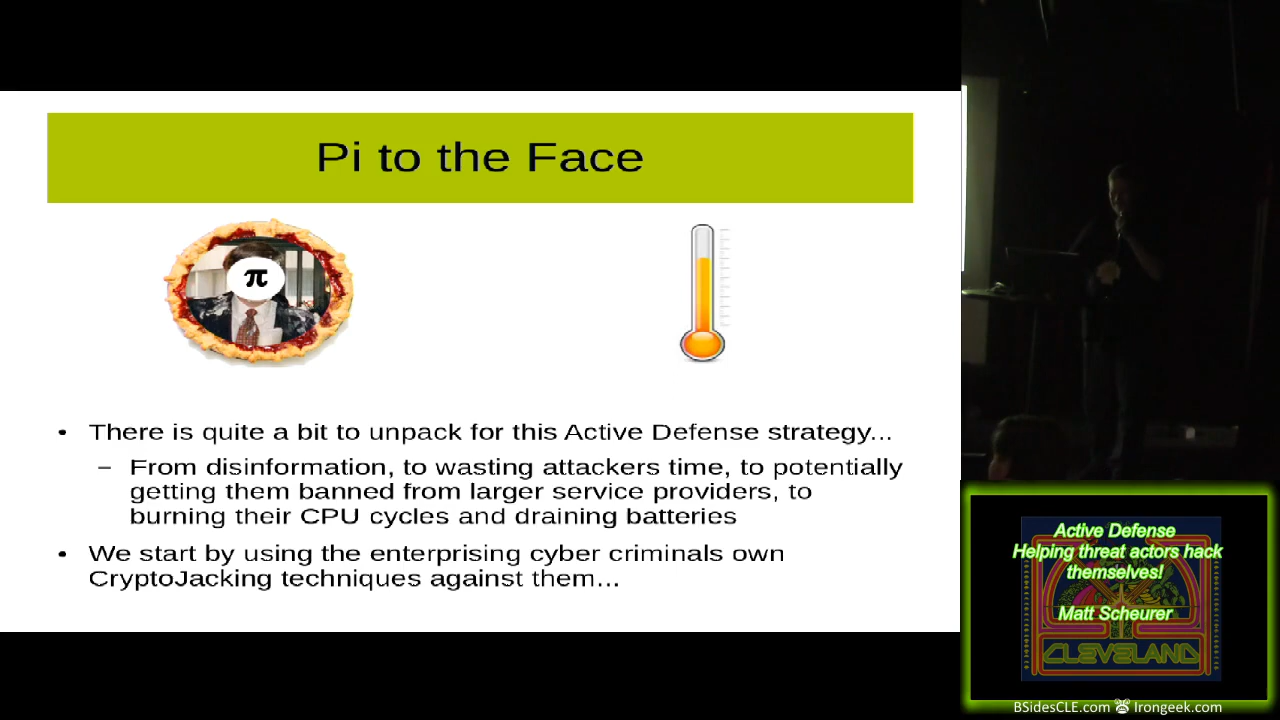 Pi to the Face
π
• There is quite a bit to unpack for this Active Defense strategy...
– From disinformation, to wasting attackers time, to potentially
getting them banned from larger service providers, to
burning their CPU cycles and draining batteries
• We start by using the enterprising cyber criminals own
CryptoJacking techniques against them...
Active Defense
Helping threat actors hack
themselves!
Matt Scheurer
CLEVELAND
BSidesCLE.com Irongeek.com